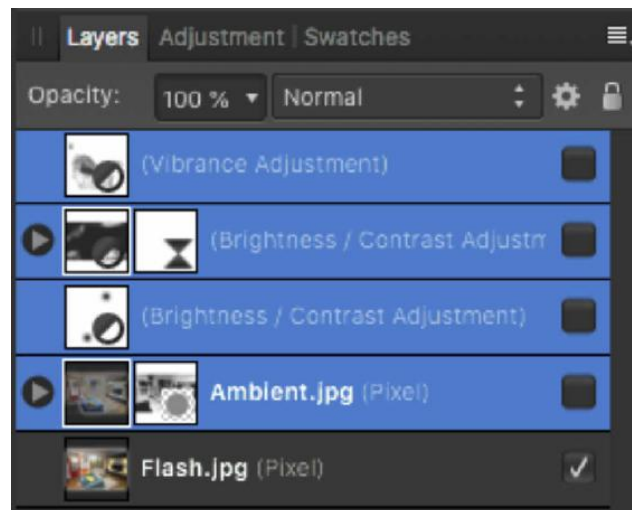 Layers Adjustment Swatches
Opacity: 100 % Normal
(Vibrance Adjustment)
(Brightness / Contrast Adjustm
(Brightness / Contrast Adjustment)
Ambient.jpg (Pixel)
Flash.jpg (Pixel)